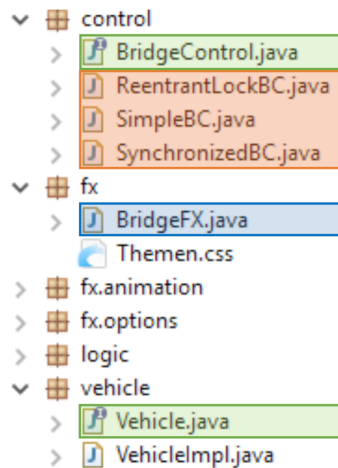 control
BridgeControl.java
ReentrantLockBC.java
SimpleBC.java
SynchronizedBC.java
fx
BridgeFX.java
Themen.css
fx.animation
fx.options
logic
vehicle
Vehicle.java
VehicleImpl.java